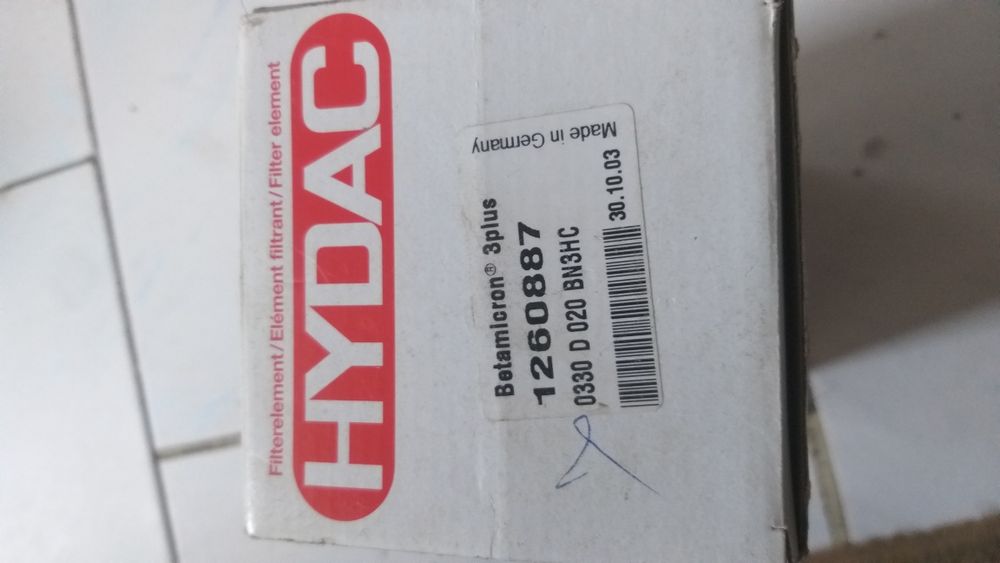 Filterelement/Elément filtrant/Filter element
HYDAC
Made in Germany
Betamicron® 3plus
1260887
0330 D 020 BN3HC
30.10.03